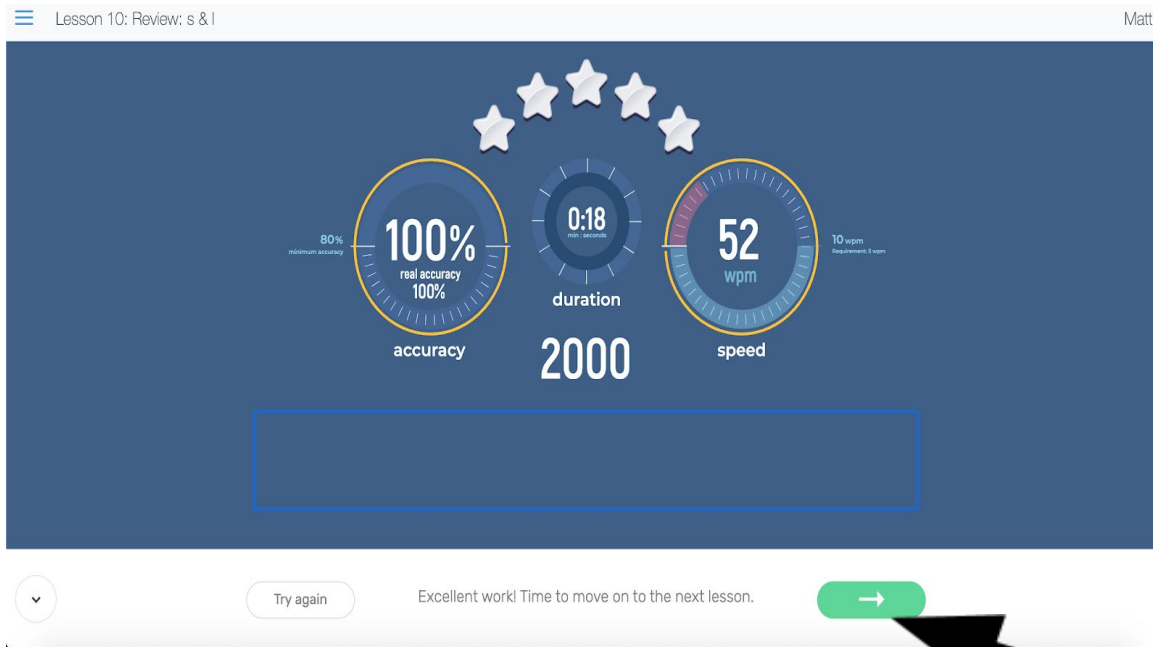 Lesson 10: Review: s & l
Matt
80%
minimum accuracy
100%
real accuracy
100%
accuracy
0:18
min : seconds
duration
2000
52
wpm
speed
10 wpm
Requirement: 3 wpm
Try again
Excellent work! Time to move on to the next lesson.